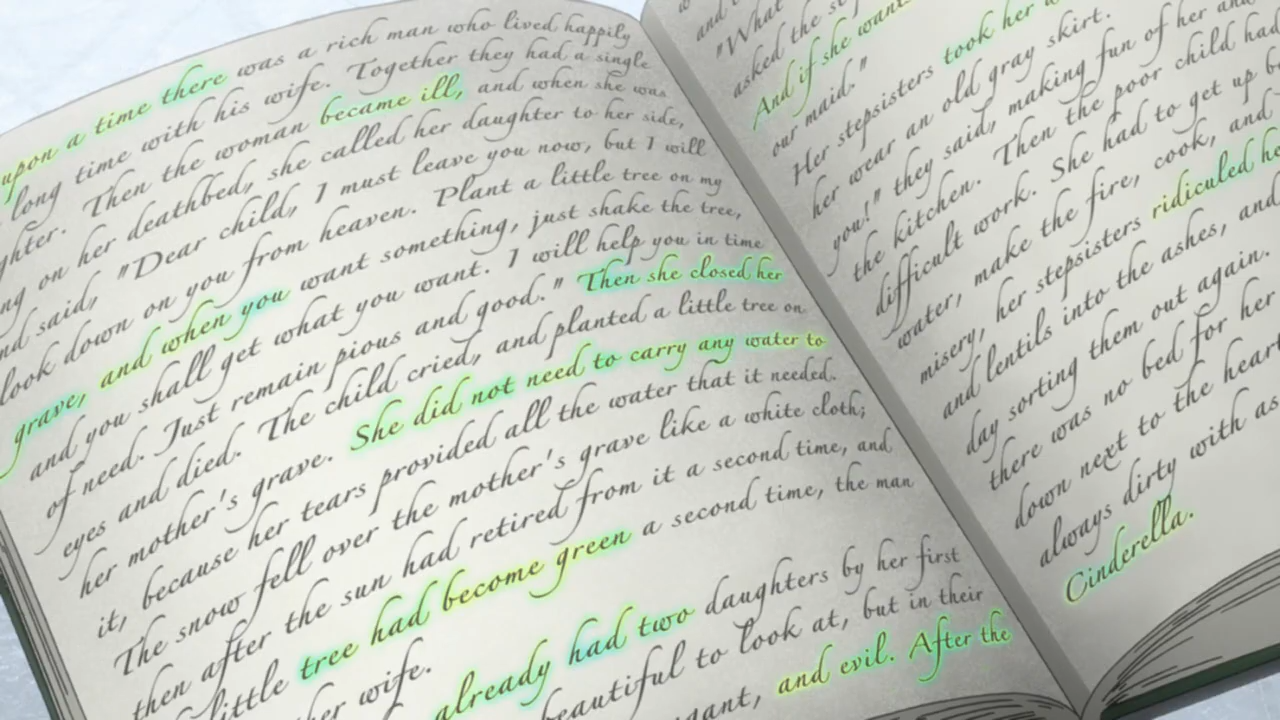 upon a time there was a rich man who lived happily
long time with his wife. Together they had a single
ghter. Then the woman became ill, and when she was
ng on her deathbed, she called her daughter to her side,
nd said, "Dear child, I must leave you now, but I will
look down on you from heaven. Plant a little tree on my
grave, and when you want something, just shake the tree,
and you shall get what you want. I will help you in time
of need. Just remain pious and good." Then she closed her
eyes and died. The child cried, and planted a little tree on
her mother's grave. She did not need to carry any water to
it, because her tears provided all the water that it needed.
The snow fell over the mother's grave like a white cloth;
then after the sun had retired from it a second time, and
little tree had become green a second time, the man
her wife.
already had two daughters by her first
beautiful to look at, but in their
gant, and evil. After the
and
"What
asked the st
And if she want
our maid."
Her stepsisters took her
her wear an old gray skirt.
you!" they said, making fun of her an
the kitchen. Then the poor child had
difficult work. She had to get up b
water, make the fire, cook, and
misery, her stepsisters ridiculed he
and lentils into the ashes, and
day sorting them out again.
there was no bed for her
down next to the heart
always dirty with as
Cinderella.